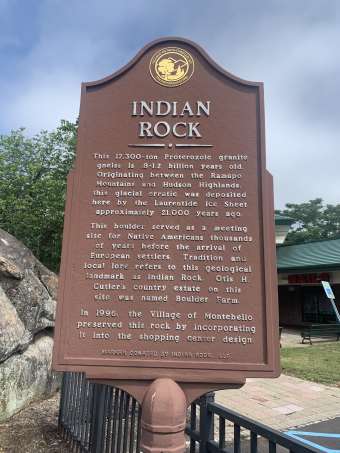 INDIAN
ROCK
This 17,300-ton Proterozoic granite
gneiss is .9-1.2 billion years old.
Originating between the Ramapo
Mountains and Hudson Highlands,
this glacial erratic was deposited
here by the Laurentide Ice Sheet
approximately 21,000 years ago.
This boulder served as a meeting
site for Native Americans thousands
of years before the arrival of
European settlers. Tradition and
local lore refers to this geological
landmark as Indian Rock. Otis H.
Cutler's country estate on this
site was named Boulder Farm.
In 1996, the Village of Montebello
preserved this rock by incorporating
it into the shopping center design
MARKER DONATED BY INDIAN ROCK, LLC